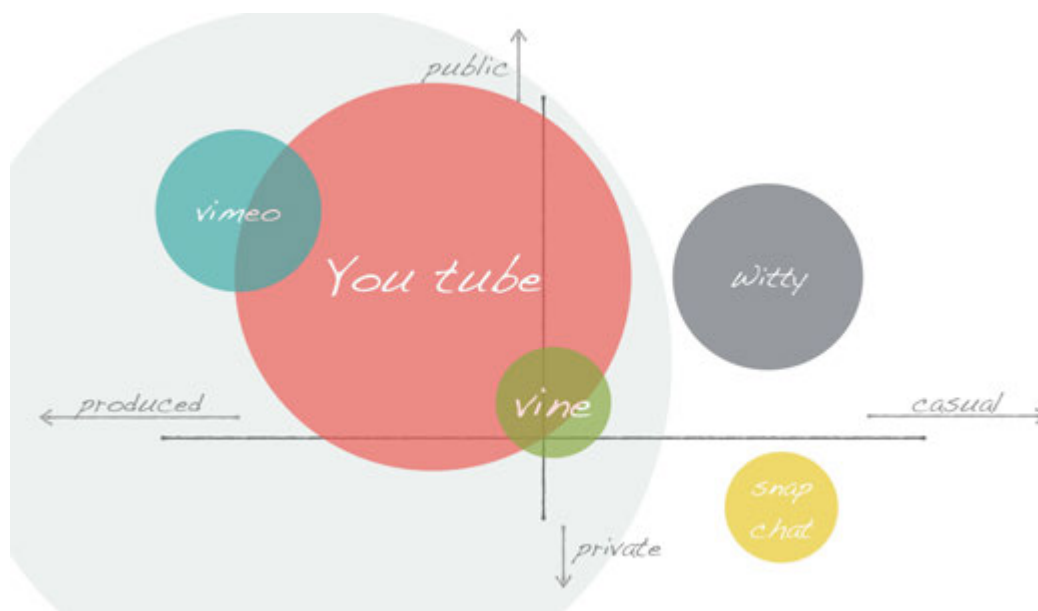 public
vimeo
You tube
Witty
produced
vine
casual
snap
chat
private